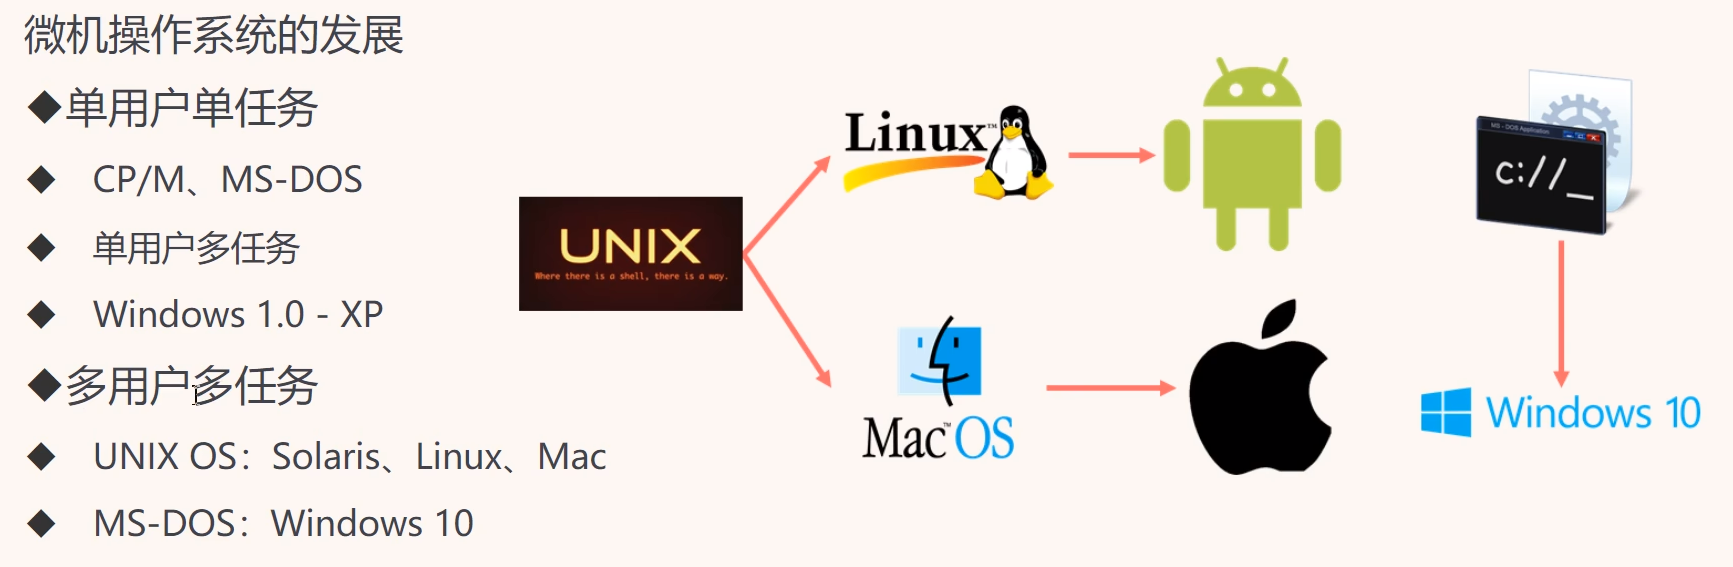 微机操作系统的发展
◆单用户单任务
◆ CP/M、MS-DOS
◆ 单用户多任务
◆ Windows 1.0 - XP
◆多用户多任务
◆ UNIX OS：Solaris、Linux、Mac
◆ MS-DOS：Windows 10
UNIX
Where there is a shell, there is a way.
Linux™
Mac™OS
MS - DOS Application
C://_
Windows 10